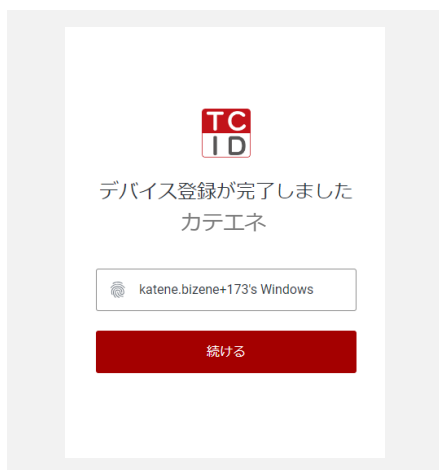 TC
ID
デバイス登録が完了しました
カテエネ
katene.bizene+173's Windows
続ける